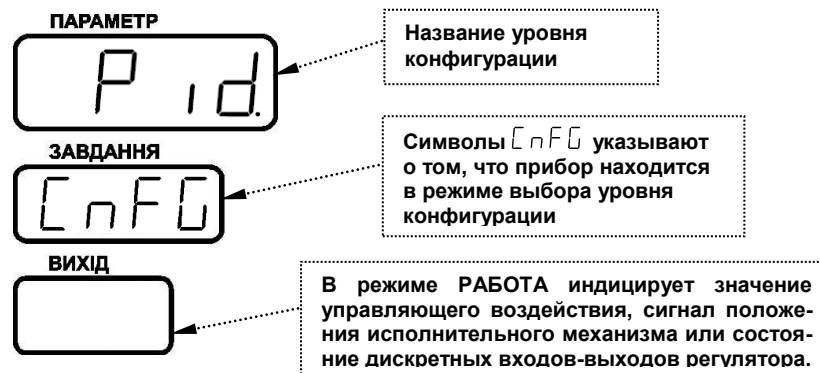 ПАРАМЕТР
P id.
Название уровня
конфигурации
ЗАВДАННЯ
CnFG
Символы CnFG указывают
о том, что прибор находится
в режиме выбора уровня
конфигурации
ВИХІД
В режиме РАБОТА индицирует значение
управляющего воздействия, сигнал положе-
ния исполнительного механизма или состоя-
ние дискретных входов-выходов регулятора.